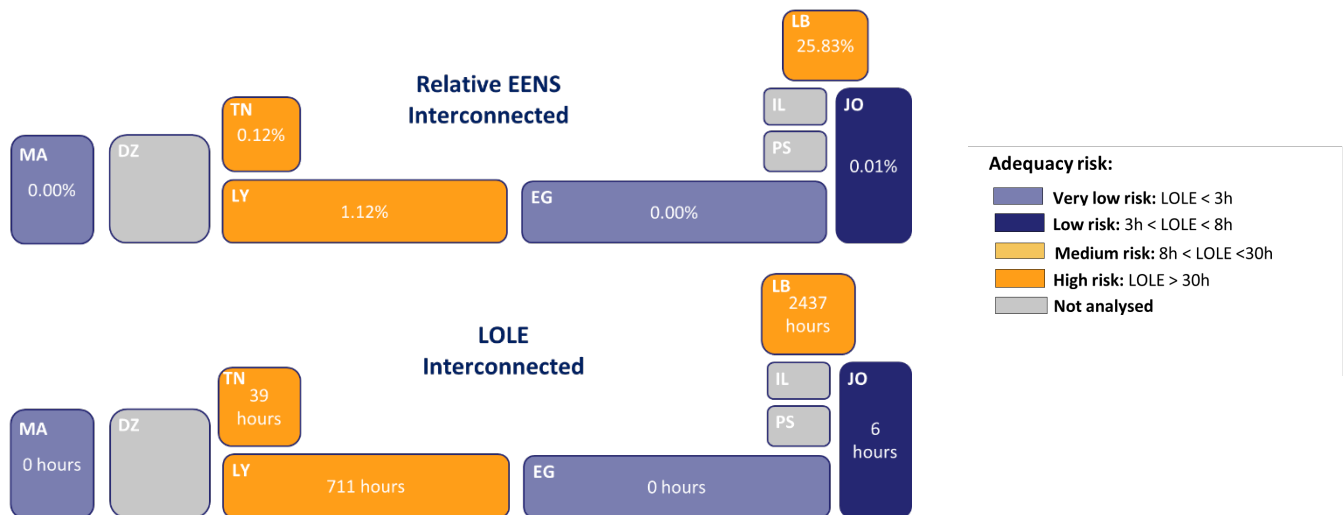 LB
25.83%
Relative EENS
Interconnected
IL
JO
TN
0.12%
PS
MA
0.00%
DZ
0.01%
LY
1.12%
EG
0.00%
Adequacy risk:
Very low risk: LOLE < 3h
Low risk: 3h < LOLE < 8h
Medium risk: 8h < LOLE <30h
High risk: LOLE > 30h
Not analysed
LB
2437
hours
LOLE
Interconnected
TN
39
hours
IL
JO
PS
6
hours
MA
0 hours
DZ
LY
711 hours
EG
0 hours